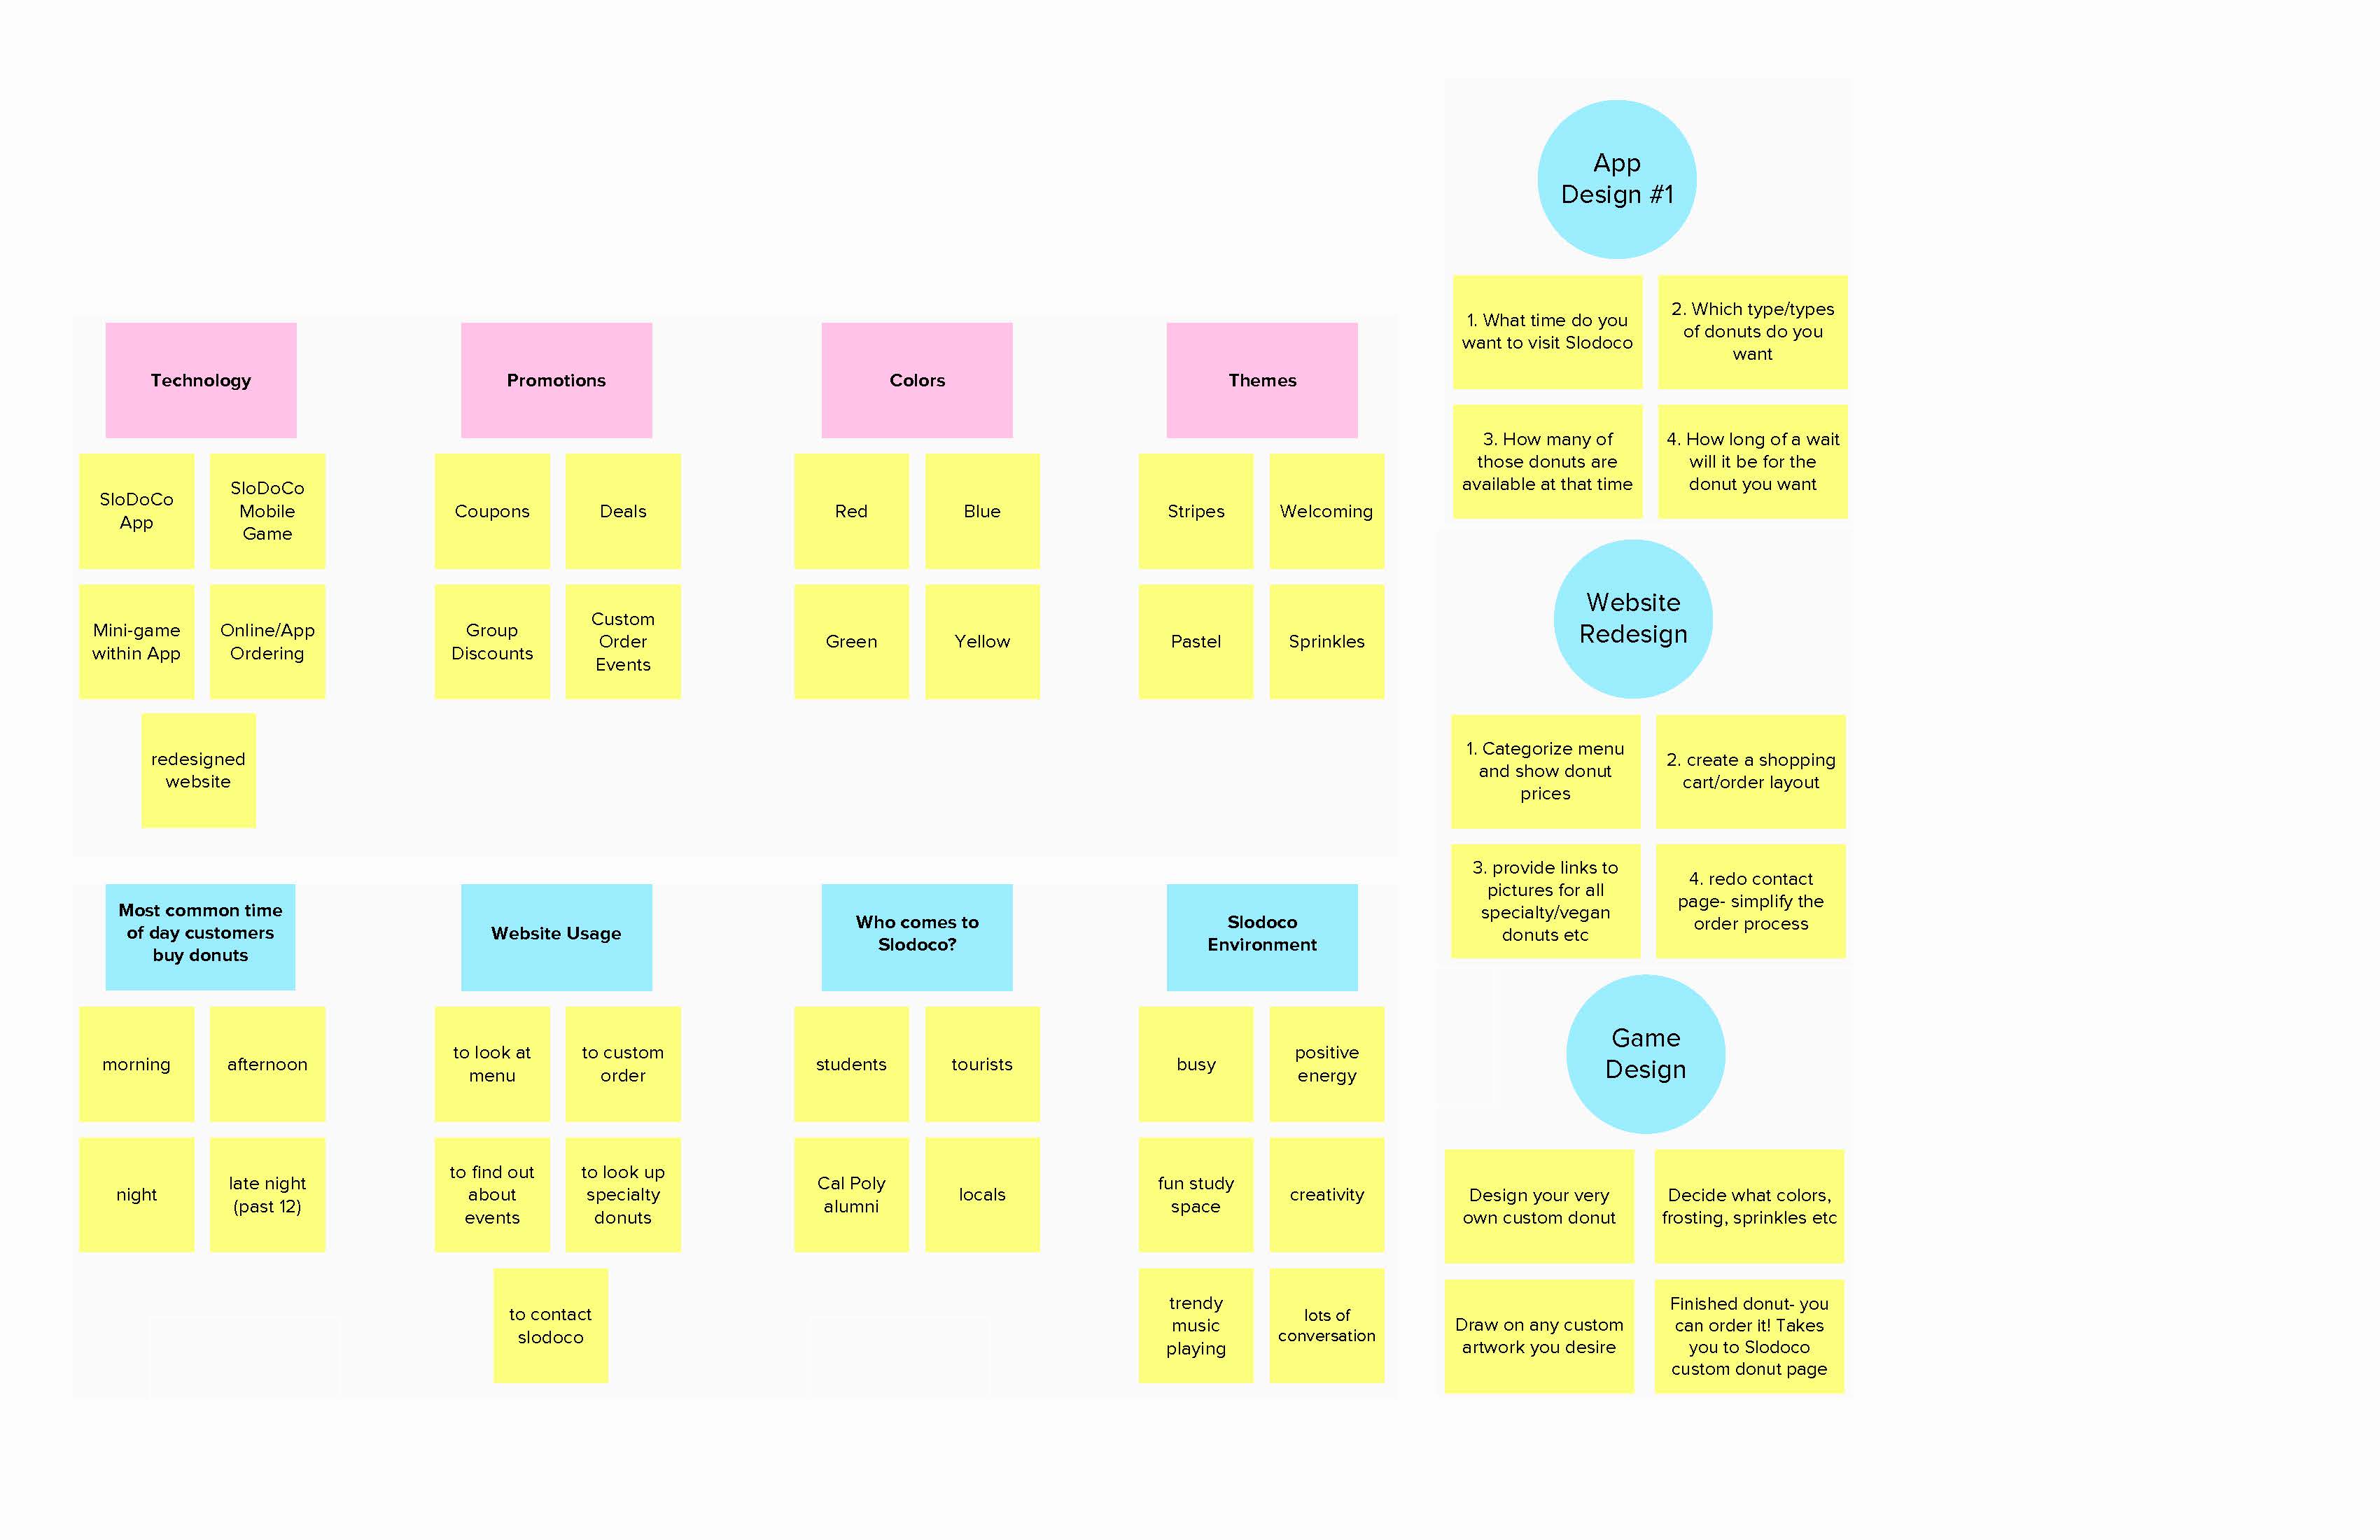 Technology
SloDoCo
App
SloDoCo
Mobile
Game
Mini-game
within App
Online/App
Ordering
redesigned
website
Promotions
Coupons
Deals
Group
Discounts
Custom
Order
Events
Colors
Red
Blue
Green
Yellow
Themes
Stripes
Welcoming
Pastel
Sprinkles
Most common time
of day customers
buy donuts
morning
afternoon
night
late night
(past 12)
Website Usage
to look at
menu
to custom
order
to find out
about
events
to look up
specialty
donuts
to contact
slodoco
Who comes to
Slodoco?
students
tourists
Cal Poly
alumni
locals
Slodoco
Environment
busy
positive
energy
fun study
space
creativity
trendy
music
playing
lots of
conversation
App
Design #1
1. What time do you
want to visit Slodoco
2. Which type/types
of donuts do you
want
3. How many of
those donuts are
available at that time
4. How long of a wait
will it be for the
donut you want
Website
Redesign
1. Categorize menu
and show donut
prices
2. create a shopping
cart/order layout
3. provide links to
pictures for all
specialty/vegan
donuts etc
4. redo contact
page- simplify the
order process
Game
Design
Design your very
own custom donut
Decide what colors,
frosting, sprinkles etc
Draw on any custom
artwork you desire
Finished donut- you
can order it! Takes
you to Slodoco
custom donut page